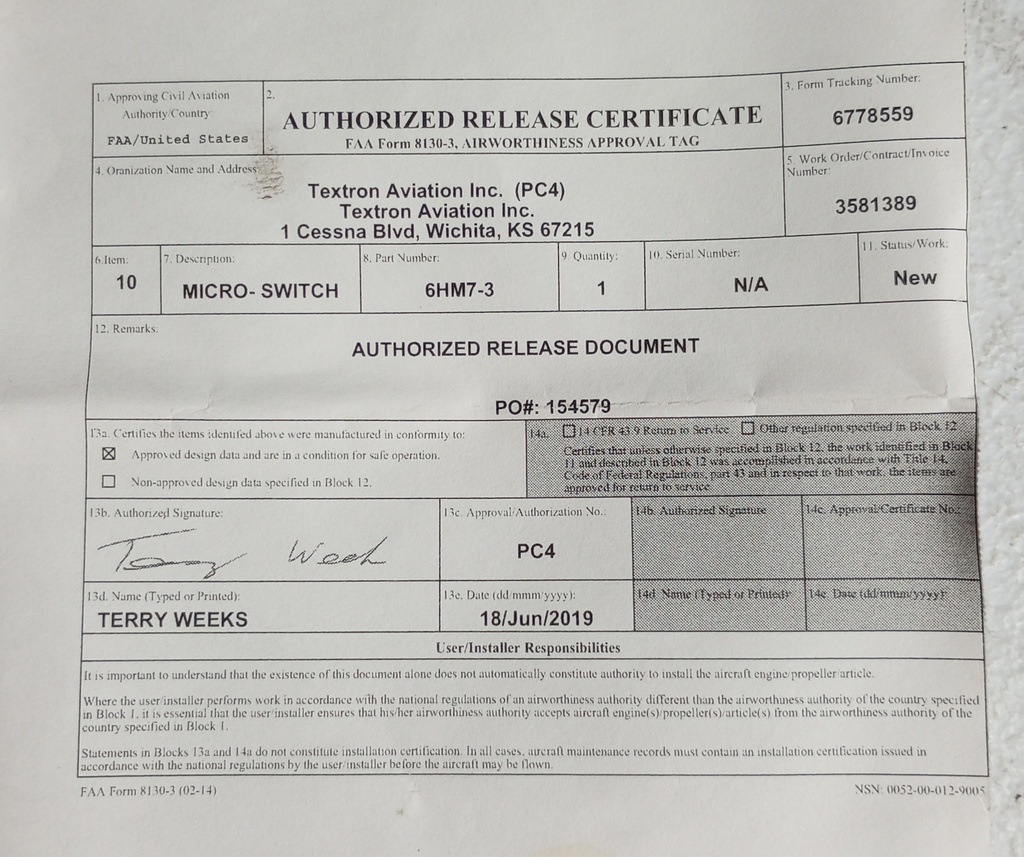 1. Approving Civil Aviation
Authority/Country:
FAA/United States
2.
AUTHORIZED RELEASE CERTIFICATE
FAA Form 8130-3, AIRWORTHINESS APPROVAL TAG
3. Form Tracking Number:
6778559
4. Oranization Name and Address:
Textron Aviation Inc. (PC4)
Textron Aviation Inc.
1 Cessna Blvd, Wichita, KS 67215
5. Work Order/Contract/Invoice
Number:
3581389
6.Item:
10
7. Description:
MICRO- SWITCH
8. Part Number:
6HM7-3
9 Quantity:
1
10. Serial Number:
N/A
11. Status/Work:
New
12. Remarks:
AUTHORIZED RELEASE DOCUMENT
PO#: 154579
13a. Certifies the items identifed above were manufactured in conformity to:
Approved design data and are in a condition for safe operation.
Non-approved design data specified in Block 12.
14a. 14 CFR 43.9 Return to Service Other regulation specified in Block 12
Certifies that unless otherwise specified in Block 12, the work identified in Block
11 and described in Block 12 was accomplished in accordance with Title 14,
Code of Federal Regulations, part 43 and in respect to that work, the items are
approved for return to service
13b. Authorized Signature:
Terry Weeks
13c. Approval/Authorization No.:
PC4
14b. Authorized Signature
14c. Approval/Certificate No.:
13d. Name (Typed or Printed):
TERRY WEEKS
13e. Date (dd/mmm/yyyy):
18/Jun/2019
14d Name (Typed or Printed):
14e. Date (dd/mmm/yyyy):
User/Installer Responsibilities
It is important to understand that the existence of this document alone does not automatically constitute authority to install the aircraft engine/propeller/article.
Where the user/installer performs work in accordance with the national regulations of an airworthiness authority different than the airworthiness authority of the country specified
in Block 1, it is essential that the user/installer ensures that his/her airworthiness authority accepts aircraft engine(s)/propeller(s)/article(s) from the airworthiness authority of the
country specified in Block 1.
Statements in Blocks 13a and 14a do not constitute installation certification. In all cases, aircraft maintenance records must contain an installation certification issued in
accordance with the national regulations by the user/installer before the aircraft may be flown.
FAA Form 8130-3 (02-14)
NSN: 0052-00-012-9005